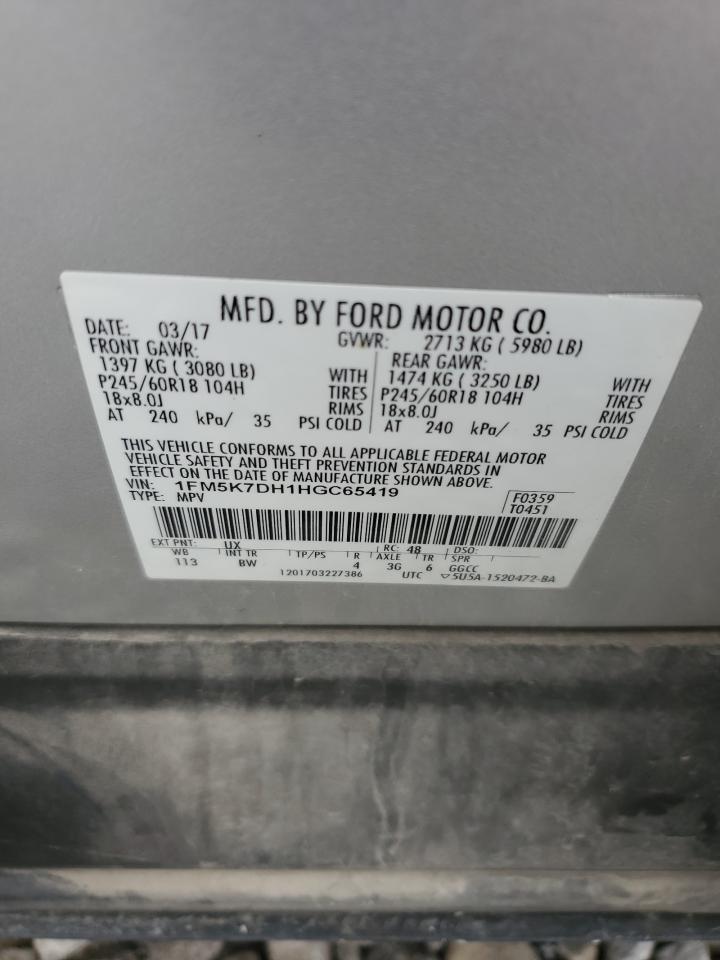 MFD. BY FORD MOTOR CO.
DATE: 03/17 GVWR: 2713 KG ( 5980 LB)
FRONT GAWR: REAR GAWR:
1397 KG ( 3080 LB) WITH 1474 KG ( 3250 LB) WITH
P245/60R18 104H TIRES P245/60R18 104H TIRES
18x8.0J RIMS 18x8.0J RIMS
AT 240 kPa/ 35 PSI COLD AT 240 kPa/ 35 PSI COLD
THIS VEHICLE CONFORMS TO ALL APPLICABLE FEDERAL MOTOR
VEHICLE SAFETY AND THEFT PREVENTION STANDARDS IN
EFFECT ON THE DATE OF MANUFACTURE SHOWN ABOVE.
VIN: 1FM5K7DH1HGC65419 F0359
TYPE: MPV T0451
EXT PNT: UX RC: 48 DSO:
WB INT TR TP/PS R AXLE TR SPR
113 BW 4 3G 6 GGCC
1201703227386 UTC ▽5U5A-1520472-BA